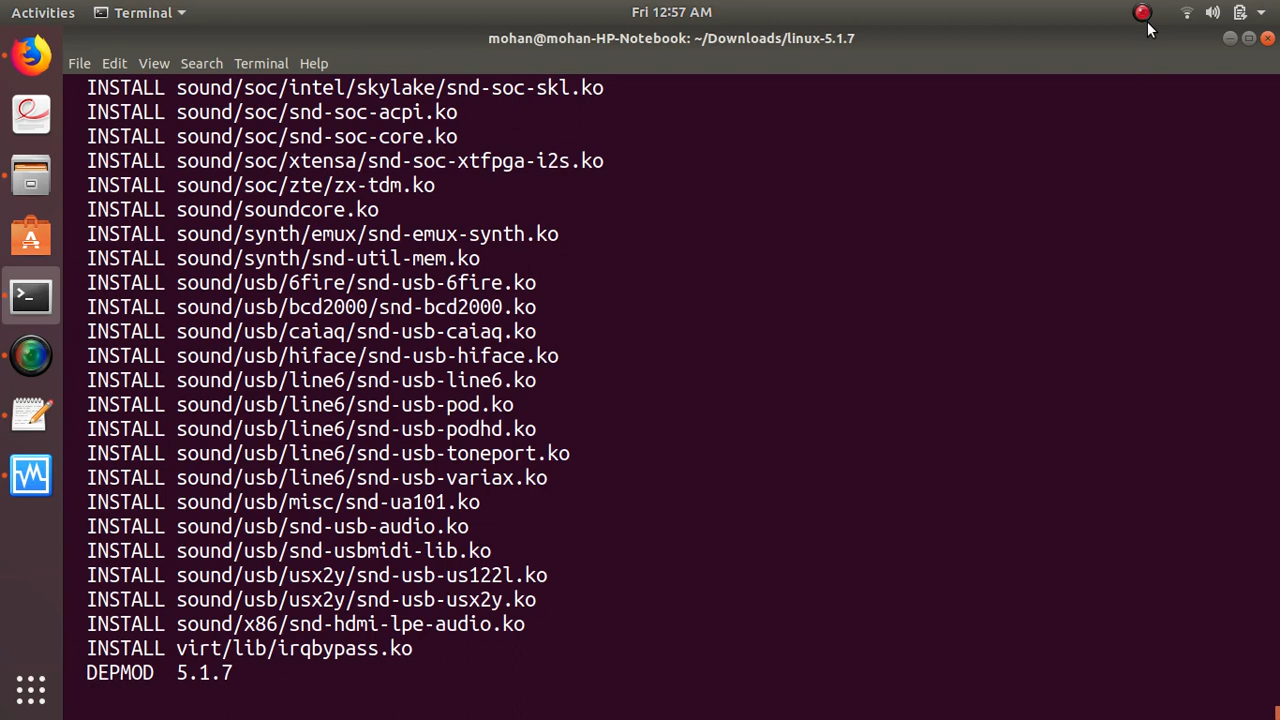 Activities Terminal Fri 12:57 AM
mohan@mohan-HP-Notebook: ~/Downloads/linux-5.1.7
File Edit View Search Terminal Help
INSTALL sound/soc/intel/skylake/snd-soc-skl.ko
INSTALL sound/soc/snd-soc-acpi.ko
INSTALL sound/soc/snd-soc-core.ko
INSTALL sound/soc/xtensa/snd-soc-xtfpga-i2s.ko
INSTALL sound/soc/zte/zx-tdm.ko
INSTALL sound/soundcore.ko
INSTALL sound/synth/emux/snd-emux-synth.ko
INSTALL sound/synth/snd-util-mem.ko
INSTALL sound/usb/6fire/snd-usb-6fire.ko
INSTALL sound/usb/bcd2000/snd-bcd2000.ko
INSTALL sound/usb/caiaq/snd-usb-caiaq.ko
INSTALL sound/usb/hiface/snd-usb-hiface.ko
INSTALL sound/usb/line6/snd-usb-line6.ko
INSTALL sound/usb/line6/snd-usb-pod.ko
INSTALL sound/usb/line6/snd-usb-podhd.ko
INSTALL sound/usb/line6/snd-usb-toneport.ko
INSTALL sound/usb/line6/snd-usb-variax.ko
INSTALL sound/usb/misc/snd-ua101.ko
INSTALL sound/usb/snd-usb-audio.ko
INSTALL sound/usb/snd-usbmidi-lib.ko
INSTALL sound/usb/usx2y/snd-usb-us122l.ko
INSTALL sound/usb/usx2y/snd-usb-usx2y.ko
INSTALL sound/x86/snd-hdmi-lpe-audio.ko
INSTALL virt/lib/irqbypass.ko
DEPMOD 5.1.7